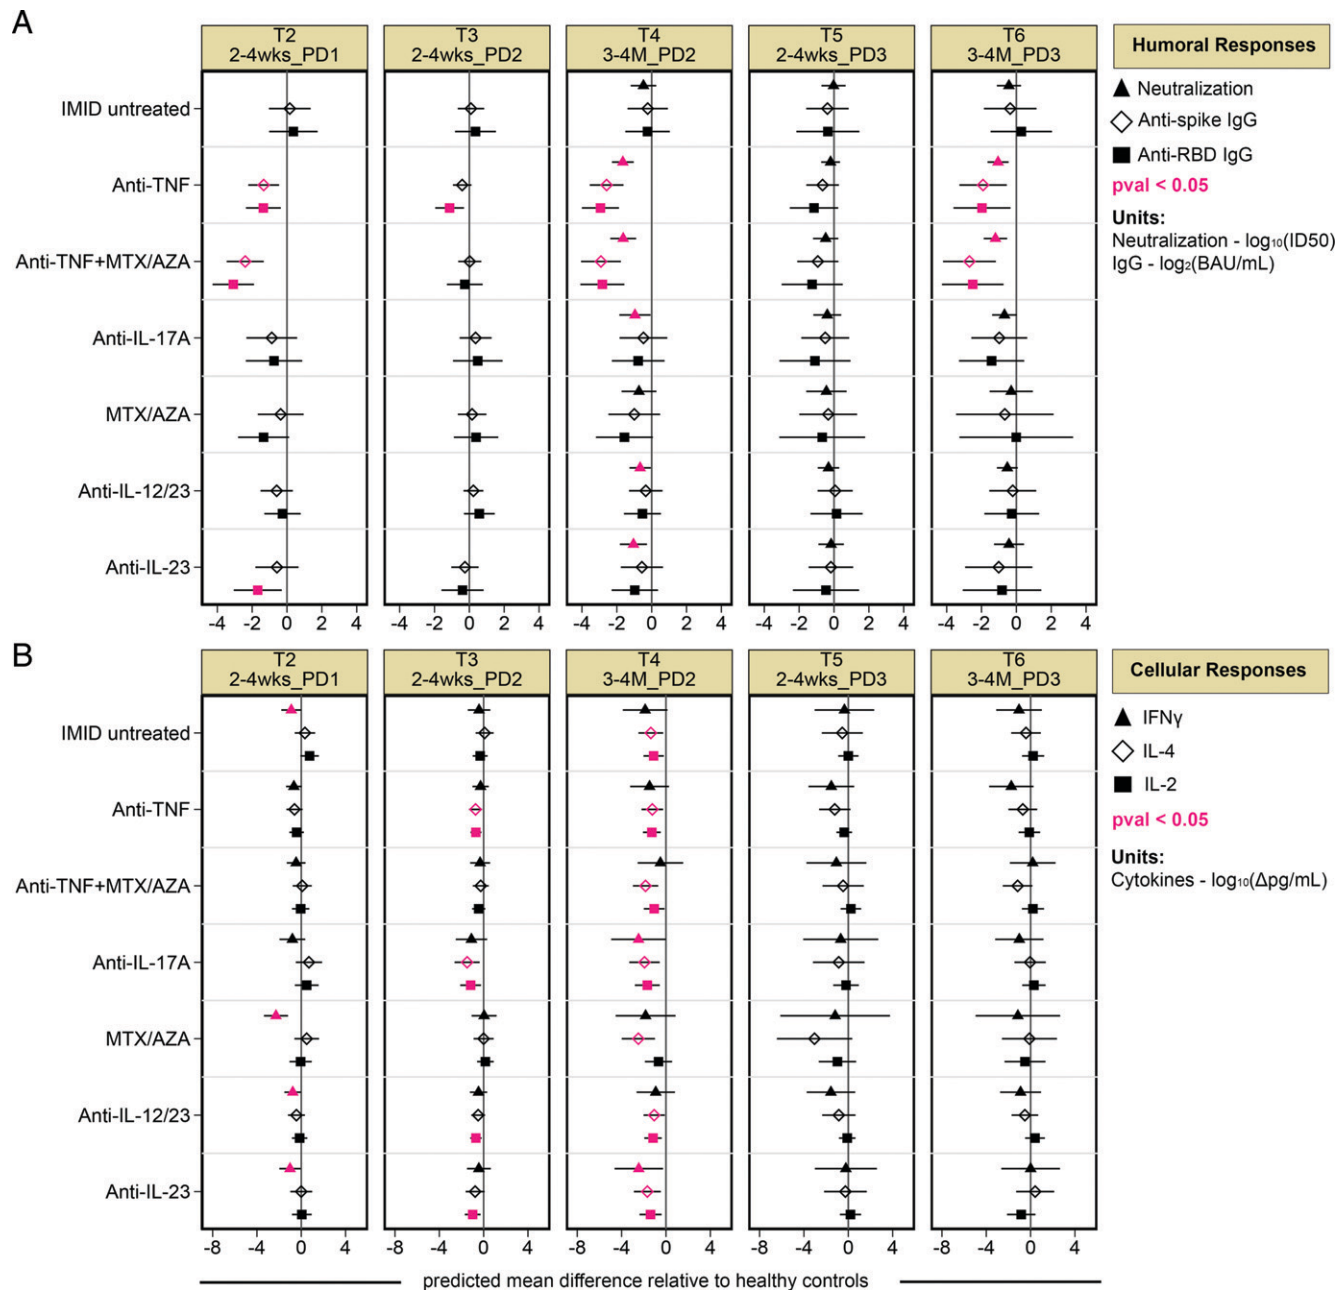 A
T2
2-4wks_PD1
T3
2-4wks_PD2
T4
3-4M_PD2
T5
2-4wks_PD3
T6
3-4M_PD3
Humoral Responses
Neutralization
Anti-spike IgG
Anti-RBD IgG
pval < 0.05
Units:
Neutralization - log₁₀(ID50)
IgG - log₂(BAU/mL)
IMID untreated
Anti-TNF
Anti-TNF+MTX/AZA
Anti-IL-17A
MTX/AZA
Anti-IL-12/23
Anti-IL-23
-4 -2 0 2 4
-4 -2 0 2 4
-4 -2 0 2 4
-4 -2 0 2 4
-4 -2 0 2 4
B
T2
2-4wks_PD1
T3
2-4wks_PD2
T4
3-4M_PD2
T5
2-4wks_PD3
T6
3-4M_PD3
Cellular Responses
IFNγ
IL-4
IL-2
pval < 0.05
Units:
Cytokines - log₁₀(Δpg/mL)
IMID untreated
Anti-TNF
Anti-TNF+MTX/AZA
Anti-IL-17A
MTX/AZA
Anti-IL-12/23
Anti-IL-23
-8 -4 0 4
-8 -4 0 4
-8 -4 0 4
-8 -4 0 4
-8 -4 0 4
predicted mean difference relative to healthy controls